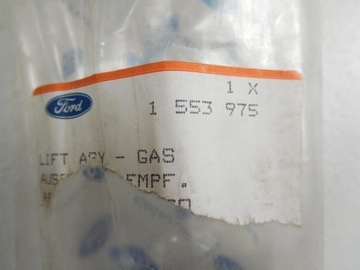 1 X
Ford
1 553 975
LIFT ASY - GAS
EMPF.